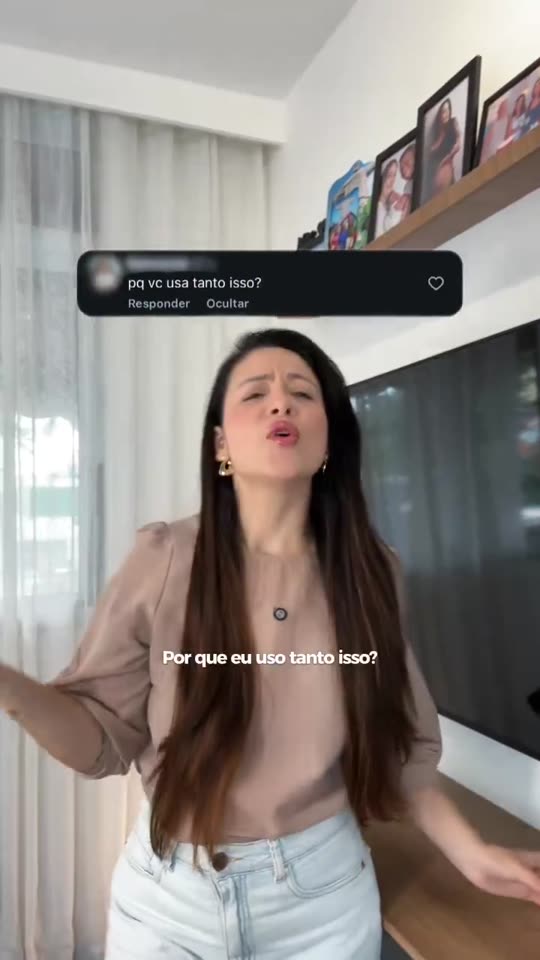 pq vc usa tanto isso?
Responder Ocultar
Por que eu uso tanto isso?